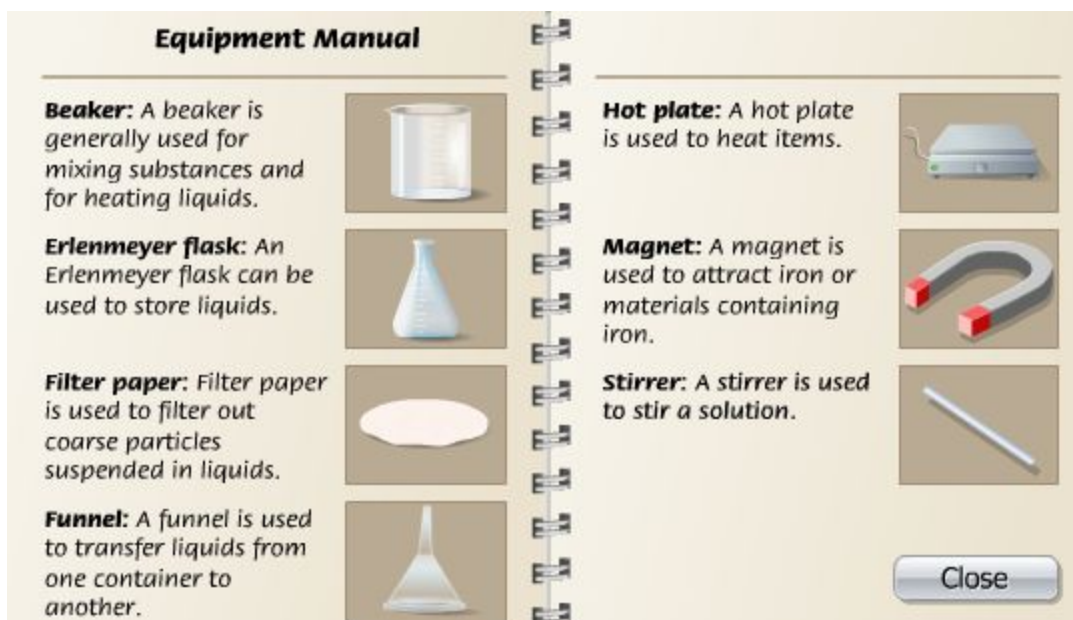 Equipment Manual
Beaker: A beaker is
generally used for
mixing substances and
for heating liquids.
Erlenmeyer flask: An
Erlenmeyer flask can be
used to store liquids.
Filter paper: Filter paper
is used to filter out
coarse particles
suspended in liquids.
Funnel: A funnel is used
to transfer liquids from
one container to
another.
Hot plate: A hot plate
is used to heat items.
Magnet: A magnet is
used to attract iron or
materials containing
iron.
Stirrer: A stirrer is used
to stir a solution.
Close